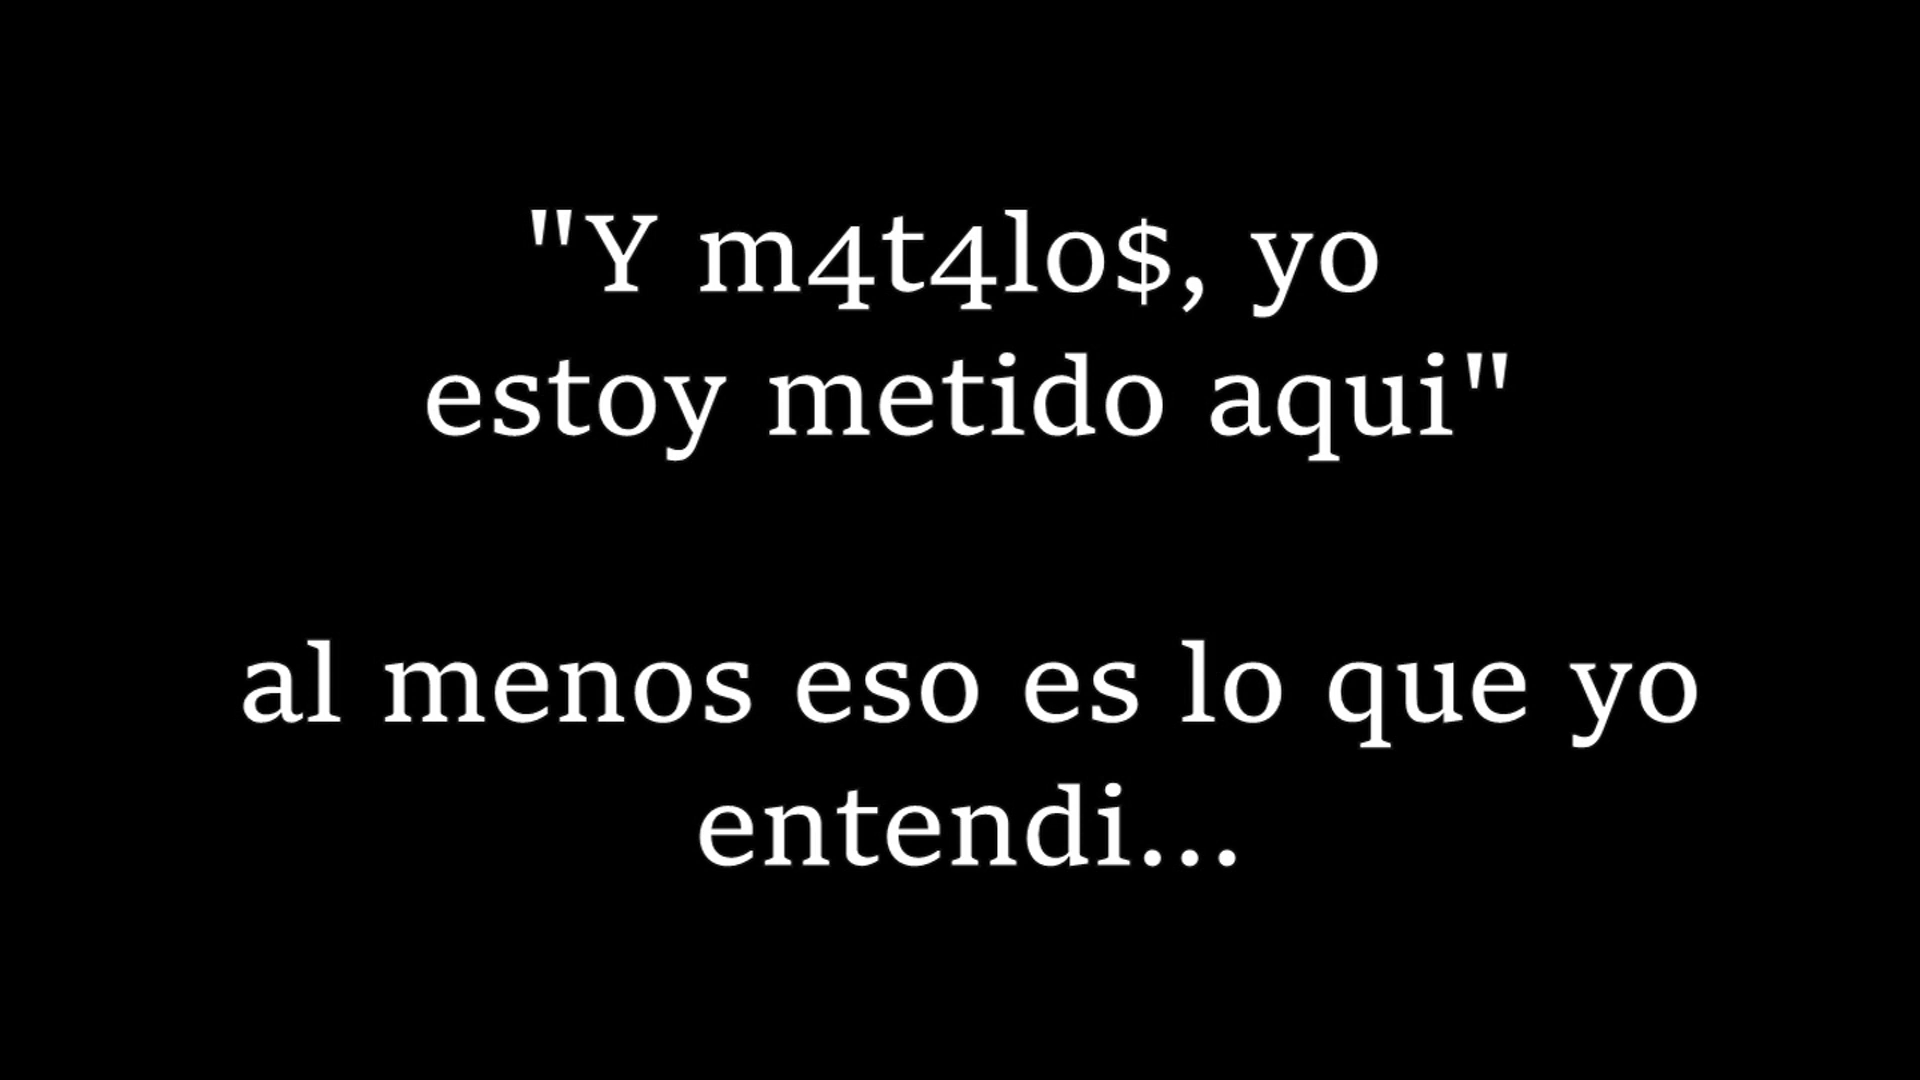 "Y m4t4lo$, yo
estoy metido aqui"
al menos eso es lo que yo
entendi...